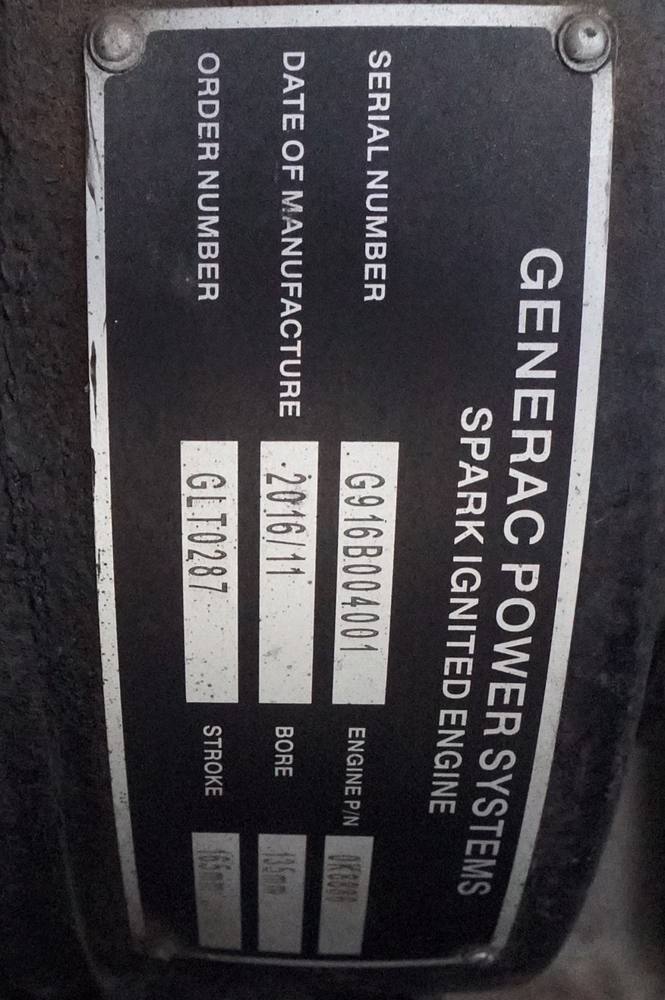 GENERAC POWER SYSTEMS
SPARK IGNITED ENGINE
SERIAL NUMBER G916B004001 ENGINE P/N
DATE OF MANUFACTURE 2016/11 BORE 135mm
ORDER NUMBER GLT0287 STROKE 165mm